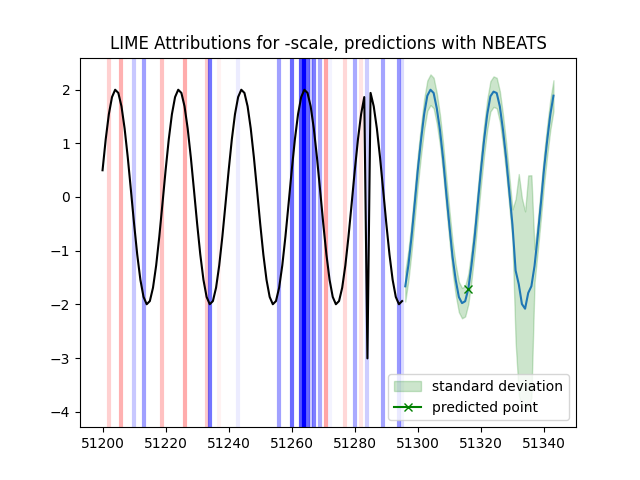 LIME Attributions for -scale, predictions with NBEATS
2
1
0
−1
−2
−3
−4
standard deviation
predicted point
51200 51220 51240 51260 51280 51300 51320 51340